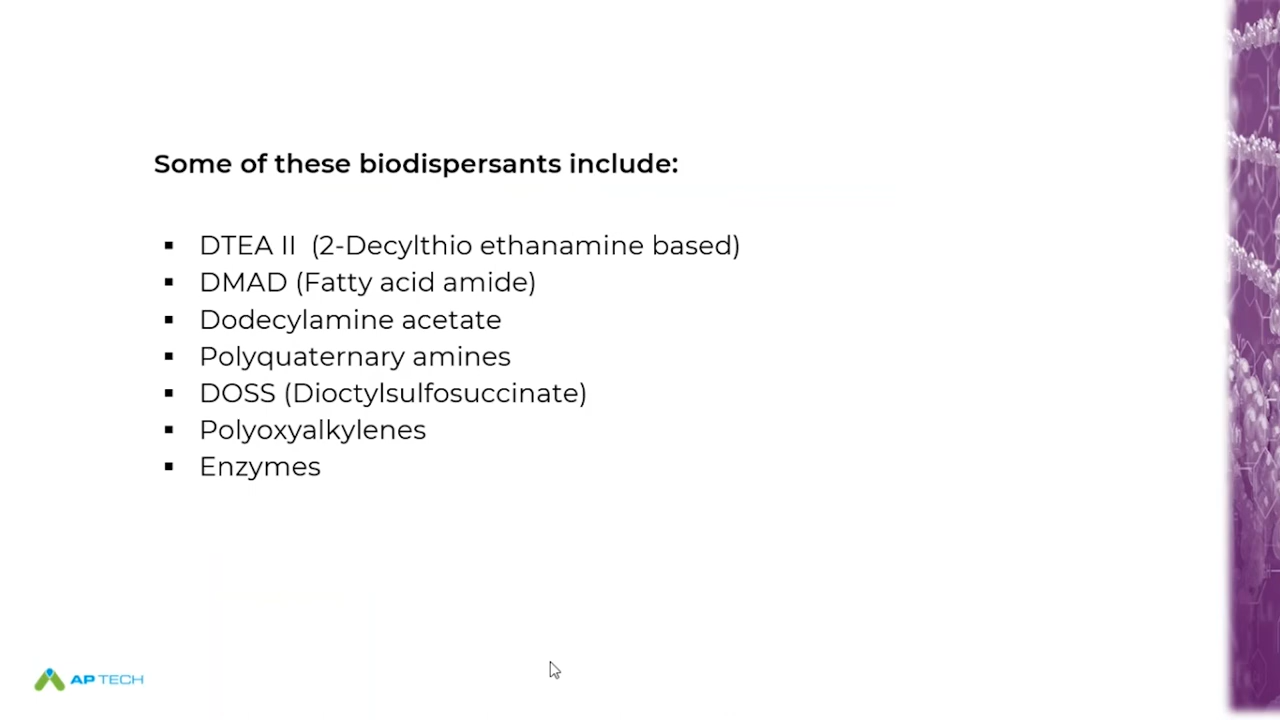 Some of these biodispersants include:
▪ DTEA II (2-Decylthio ethanamine based)
▪ DMAD (Fatty acid amide)
▪ Dodecylamine acetate
▪ Polyquaternary amines
▪ DOSS (Dioctylsulfosuccinate)
▪ Polyoxyalkylenes
▪ Enzymes
AP TECH